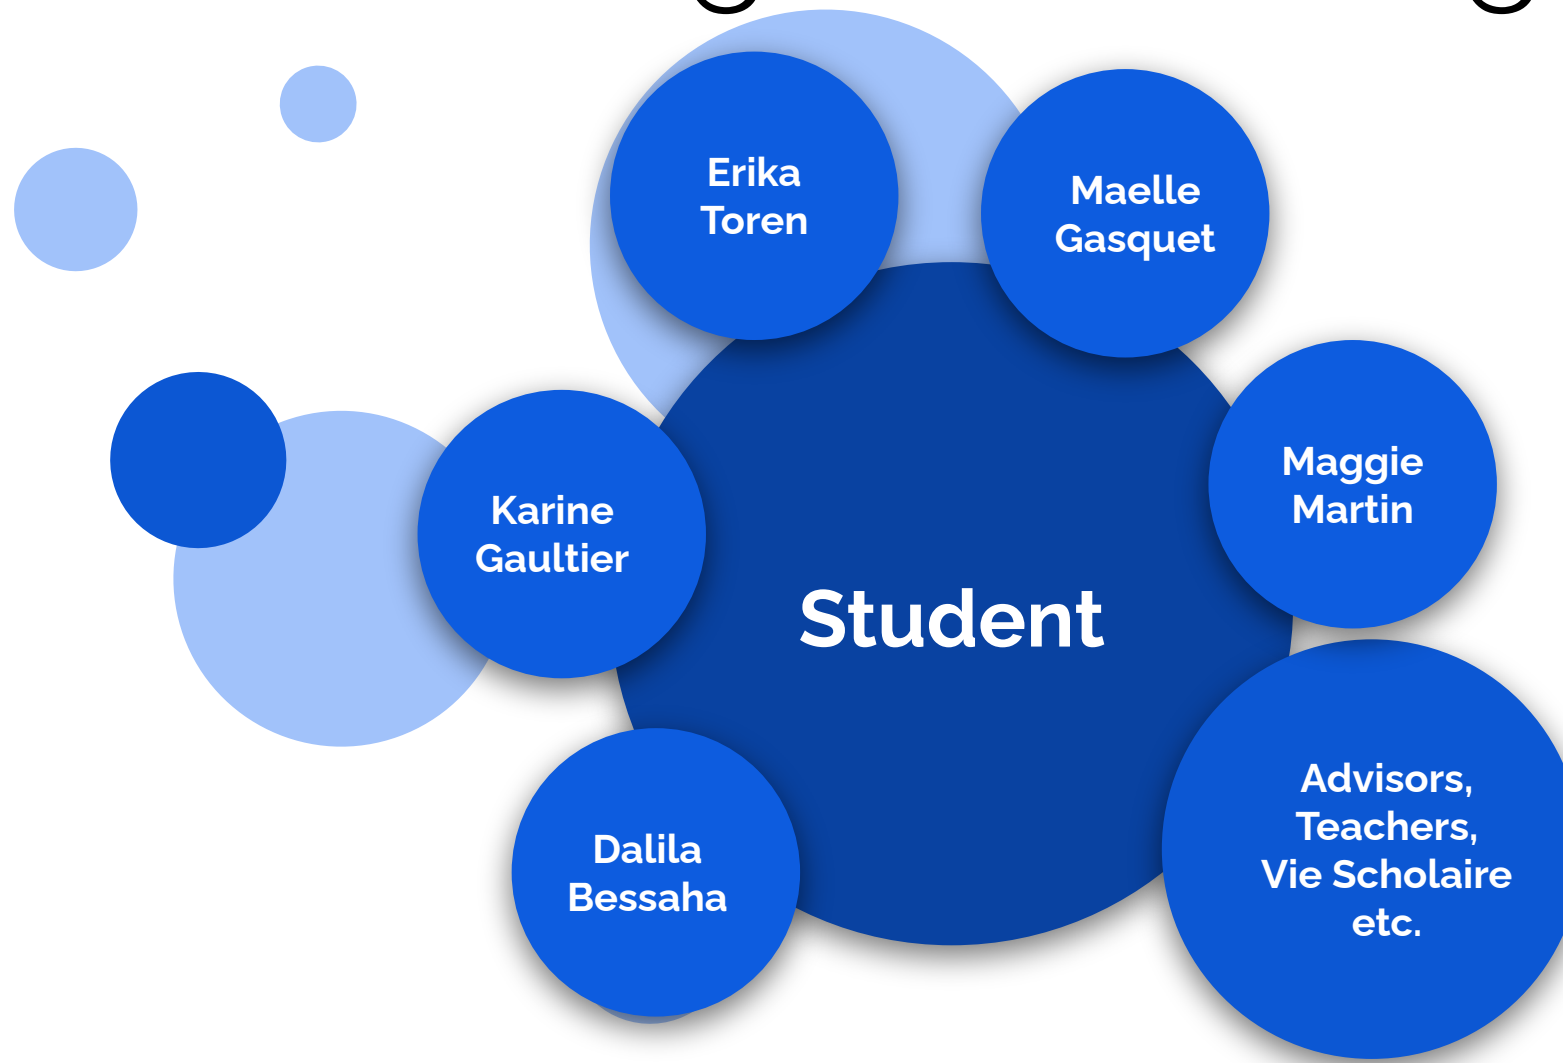 Erika
Toren
Maelle
Gasquet
Maggie
Martin
Karine
Gaultier
Student
Advisors,
Teachers,
Vie Scholaire
etc.
Dalila
Bessaha